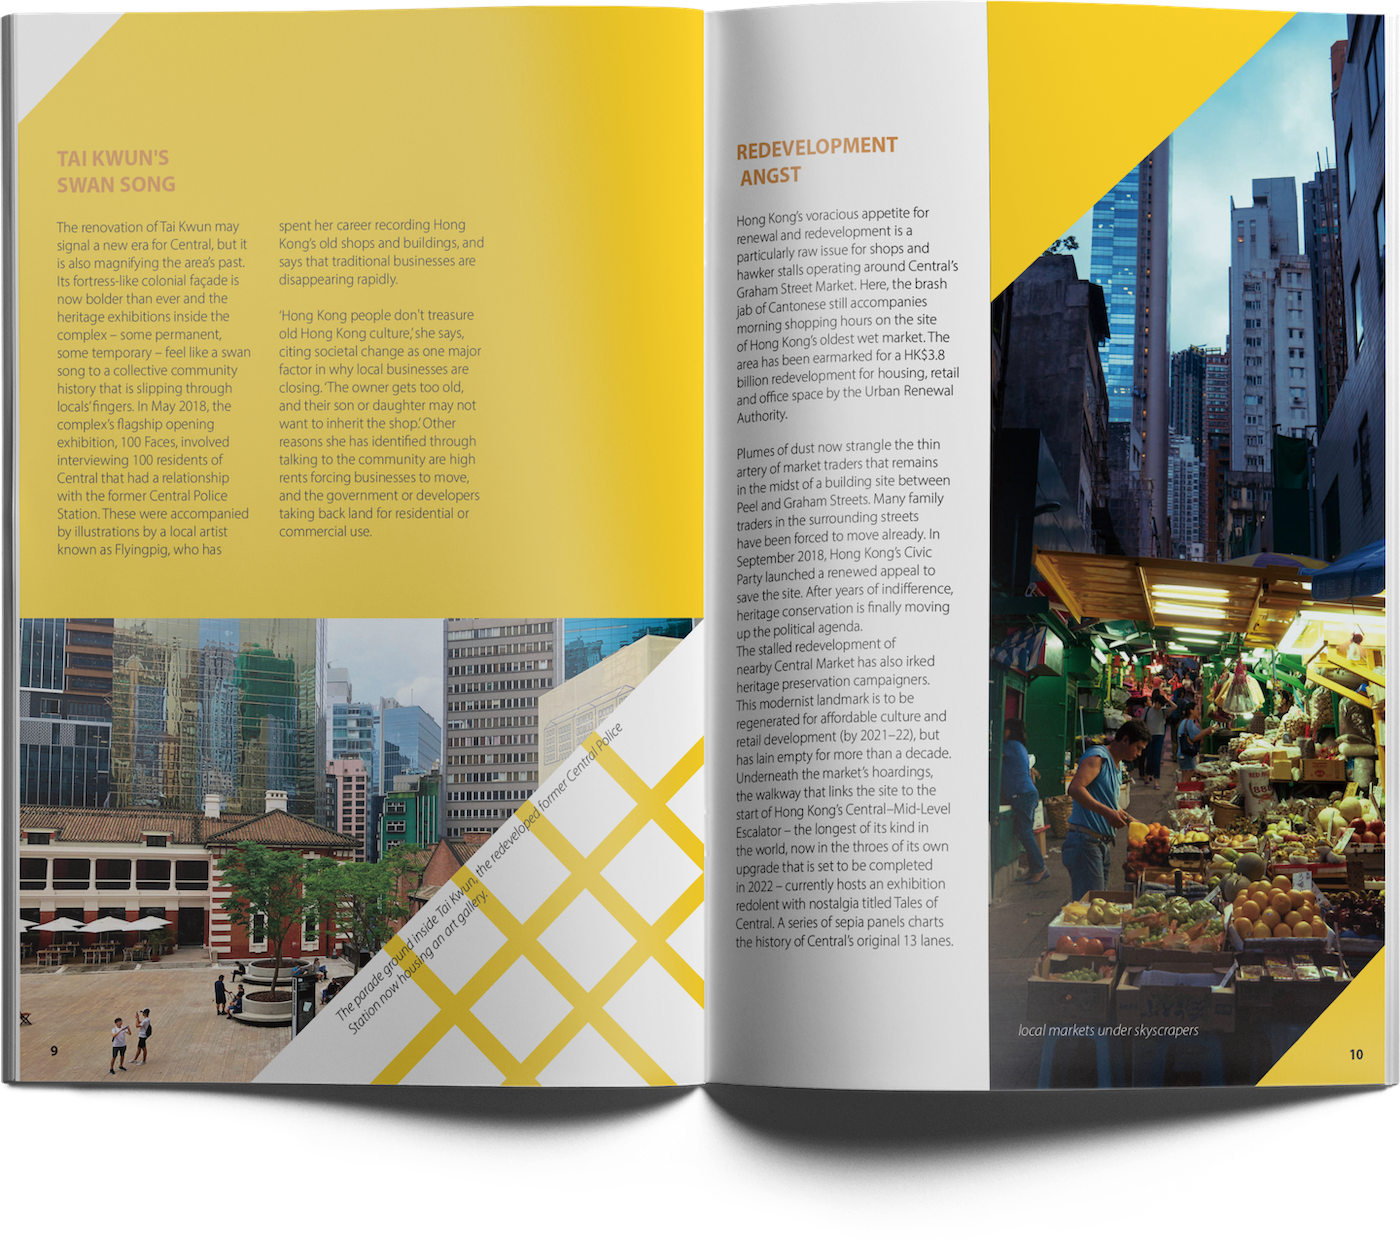 TAI KWUN'S
SWAN SONG
The renovation of Tai Kwun may
signal a new era for Central, but it
is also magnifying the area's past.
Its fortress-like colonial façade is
now bolder than ever and the
heritage exhibitions inside the
complex – some permanent,
some temporary – feel like a swan
song to a collective community
history that is slipping through
locals' fingers. In May 2018, the
complex's flagship opening
exhibition, 100 Faces, involved
interviewing 100 residents of
Central that had a relationship
with the former Central Police
Station. These were accompanied
by illustrations by a local artist
known as Flyingpig, who has
spent her career recording Hong
Kong's old shops and buildings, and
says that traditional businesses are
disappearing rapidly.
'Hong Kong people don't treasure
old Hong Kong culture,' she says,
citing societal change as one major
factor in why local businesses are
closing. 'The owner gets too old,
and their son or daughter may not
want to inherit the shop.' Other
reasons she has identified through
talking to the community are high
rents forcing businesses to move,
and the government or developers
taking back land for residential or
commercial use.
The parade ground inside Tai Kwun, the redeveloped former Central Police
Station now housing an art gallery.
9
REDEVELOPMENT
ANGST
Hong Kong's voracious appetite for
renewal and redevelopment is a
particularly raw issue for shops and
hawker stalls operating around Central's
Graham Street Market. Here, the brash
jab of Cantonese still accompanies
morning shopping hours on the site
of Hong Kong's oldest wet market. The
area has been earmarked for a HK$3.8
billion redevelopment for housing, retail
and office space by the Urban Renewal
Authority.
Plumes of dust now strangle the thin
artery of market traders that remains
in the midst of a building site between
Peel and Graham Streets. Many family
traders in the surrounding streets
have been forced to move already. In
September 2018, Hong Kong's Civic
Party launched a renewed appeal to
save the site. After years of indifference,
heritage conservation is finally moving
up the political agenda.
The stalled redevelopment of
nearby Central Market has also irked
heritage preservation campaigners.
This modernist landmark is to be
regenerated for affordable culture and
retail development (by 2021–22), but
has lain empty for more than a decade.
Underneath the market's hoardings,
the walkway that links the site to the
start of Hong Kong's Central–Mid-Level
Escalator – the longest of its kind in
the world, now in the throes of its own
upgrade that is set to be completed
in 2022 – currently hosts an exhibition
redolent with nostalgia titled Tales of
Central. A series of sepia panels charts
the history of Central's original 13 lanes.
local markets under skyscrapers
10